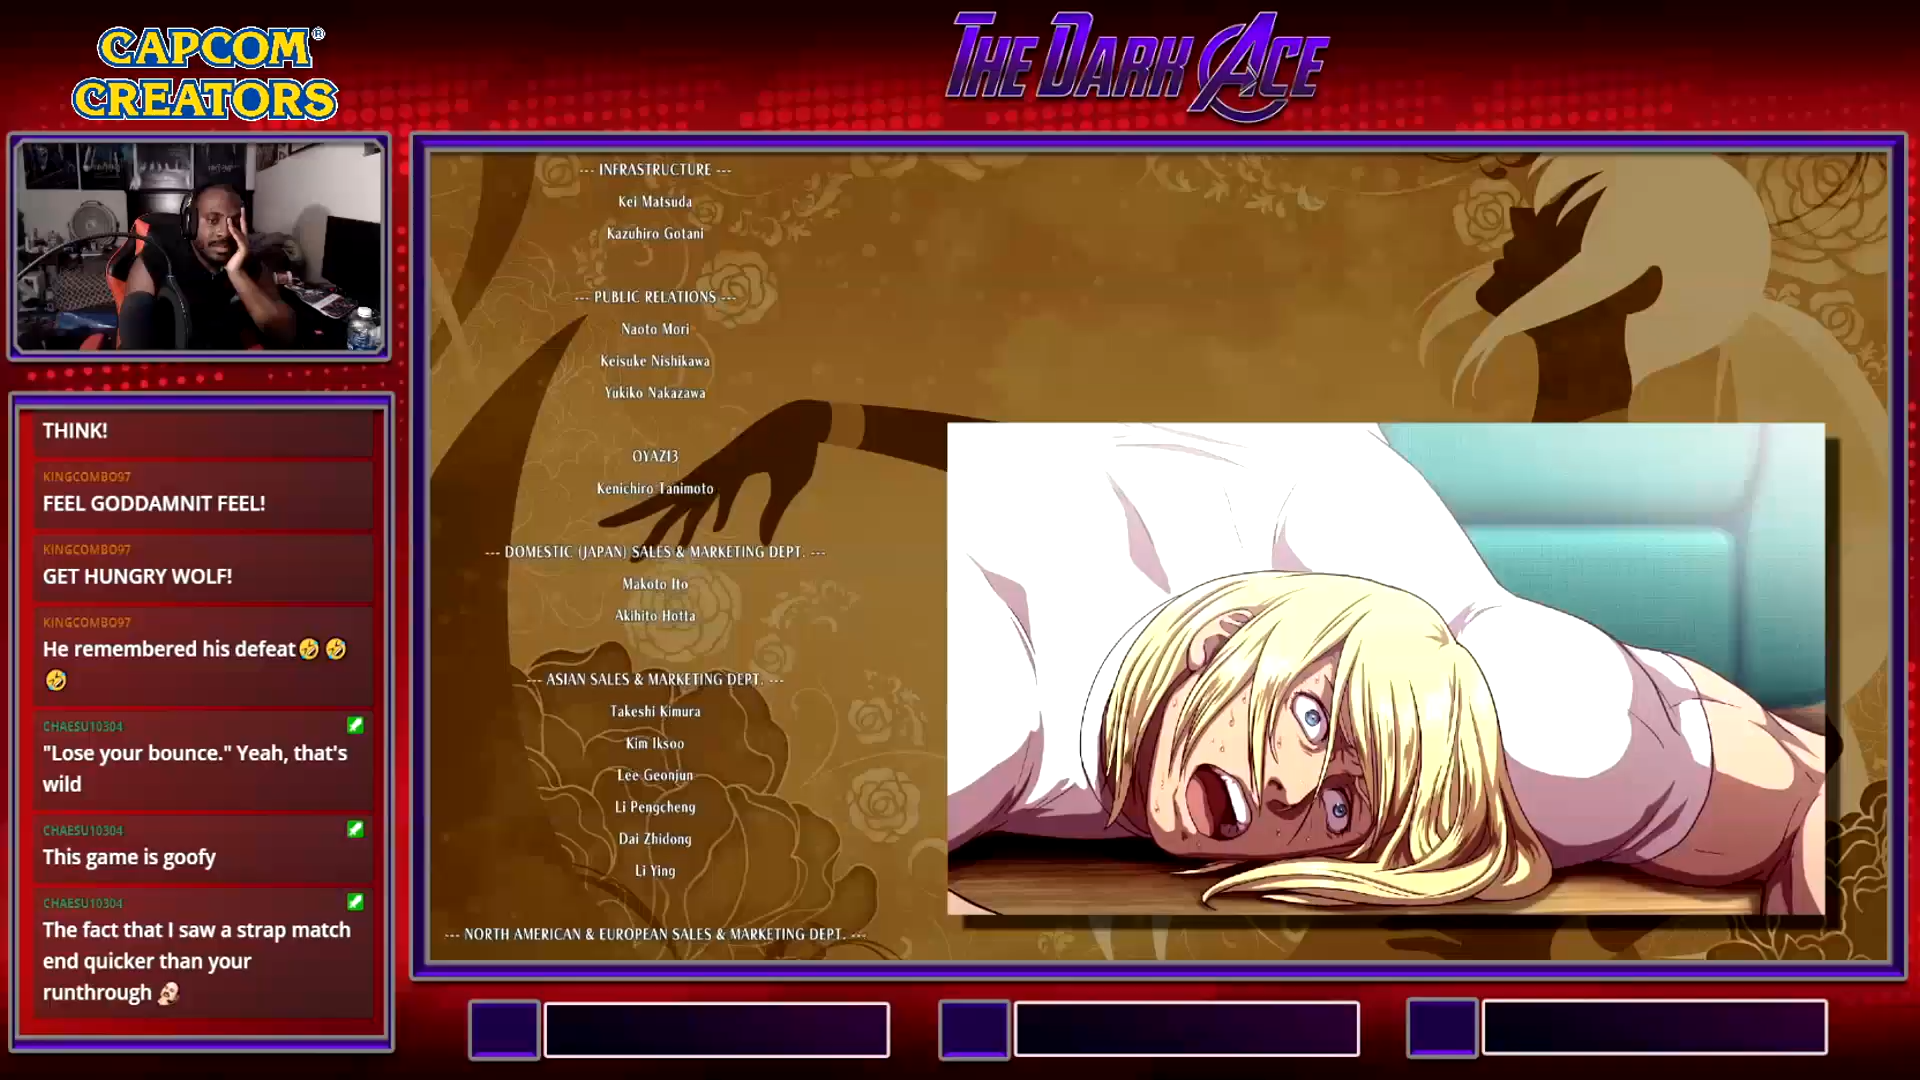 CAPCOM®
CREATORS
THE DARK ACE
THINK!
KINGCOMBO97
FEEL GODDAMNIT FEEL!
KINGCOMBO97
GET HUNGRY WOLF!
KINGCOMBO97
He remembered his defeat🤣🤣
🤣
CHAESU10304
"Lose your bounce." Yeah, that's
wild
CHAESU10304
This game is goofy
CHAESU10304
The fact that I saw a strap match
end quicker than your
runthrough
--- INFRASTRUCTURE ---
Kei Matsuda
Kazuhiro Gotani
--- PUBLIC RELATIONS ---
Naoto Mori
Keisuke Nishikawa
Yukiko Nakazawa
OYAZI3
Kenichiro Tanimoto
--- DOMESTIC (JAPAN) SALES & MARKETING DEPT. ---
Makoto Ito
Akihito Hotta
--- ASIAN SALES & MARKETING DEPT. ---
Takeshi Kimura
Kim Iksoo
Lee Geonjun
Li Pengcheng
Dai Zhidong
Li Ying
--- NORTH AMERICAN & EUROPEAN SALES & MARKETING DEPT. ---